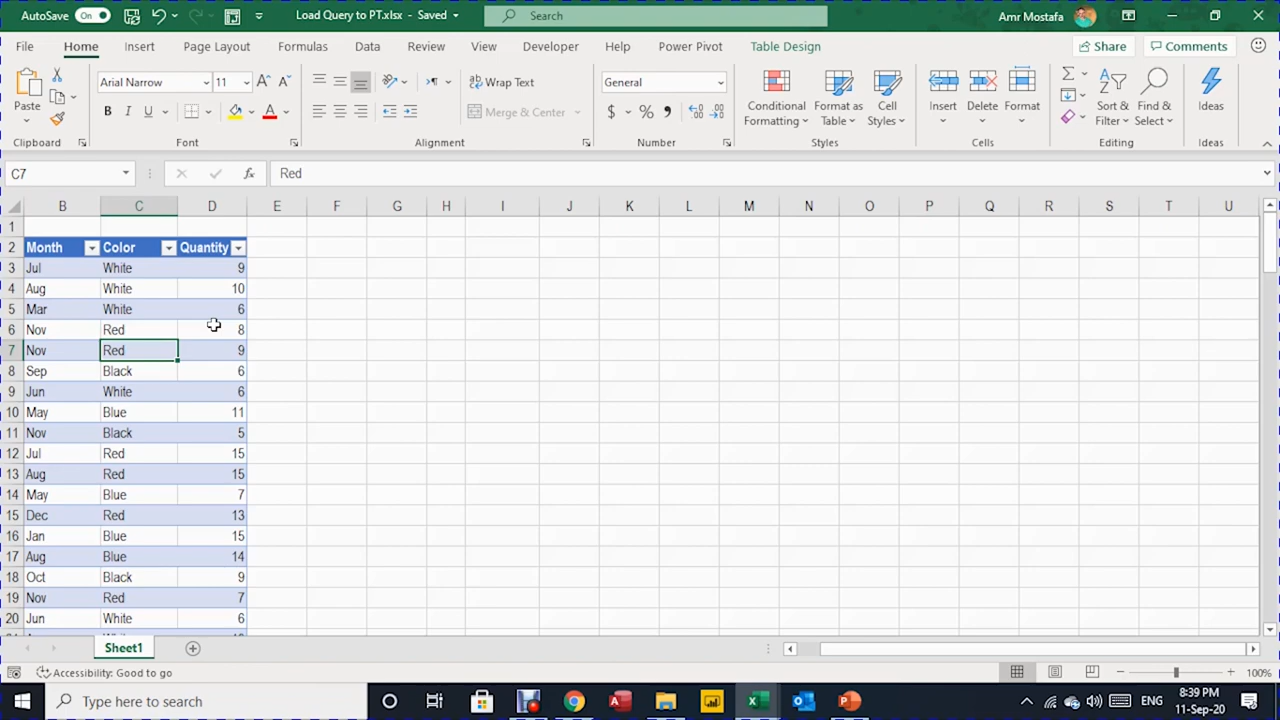 AutoSave On Load Query to PT.xlsx - Saved Search Amr Mostafa
File Home Insert Page Layout Formulas Data Review View Developer Help Power Pivot Table Design Share Comments
Arial Narrow 11 Wrap Text General
Paste B I U Merge & Center $ % Conditional Formatting Format as Table Cell Styles Insert Delete Format Sort & Filter Find & Select Ideas
Clipboard Font Alignment Number Styles Cells Editing Ideas
C7 fx Red
B C D E F G H I J K L M N O P Q R S T U
1
2 Month Color Quantity
3 Jul White 9
4 Aug White 10
5 Mar White 6
6 Nov Red 8
7 Nov Red 9
8 Sep Black 6
9 Jun White 6
10 May Blue 11
11 Nov Black 5
12 Jul Red 15
13 Aug Red 15
14 May Blue 7
15 Dec Red 13
16 Jan Blue 15
17 Aug Blue 14
18 Oct Black 9
19 Nov Red 7
20 Jun White 6
Sheet1
Accessibility: Good to go 100%
Type here to search ENG 8:39 PM
11-Sep-20